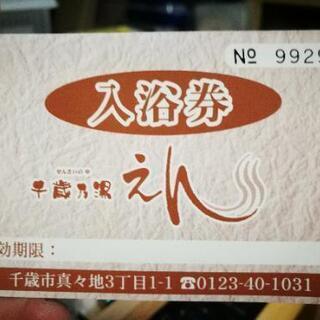 № 9929
入浴券
せんざいの ゆ
千歳乃湯 えん
効期限：
千歳市真々地3丁目1-1 ☎0123-40-1031